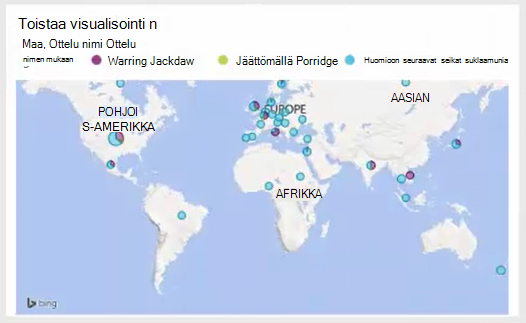 Toistaa visualisointi n
Maa, Ottelu nimi Ottelu
nimen mukaan Warring Jackdaw Jäättömällä Porridge Huomioon seuraavat seikat suklaamunia
AASIAN
EUROPE
POHJOI
S-AMERIKKA
AFRIKKA
bing